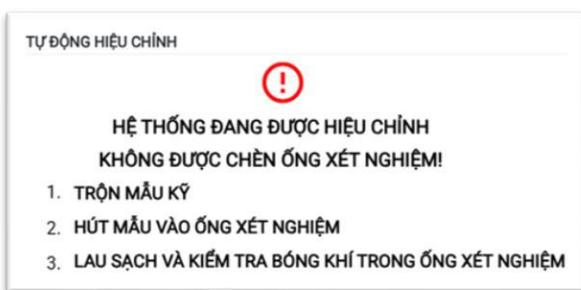 TỰ ĐỘNG HIỆU CHỈNH
HỆ THỐNG ĐANG ĐƯỢC HIỆU CHỈNH
KHÔNG ĐƯỢC CHÈN ỐNG XÉT NGHIỆM!
1. TRỘN MẪU KỸ
2. HÚT MẪU VÀO ỐNG XÉT NGHIỆM
3. LAU SẠCH VÀ KIỂM TRA BÓNG KHÍ TRONG ỐNG XÉT NGHIỆM